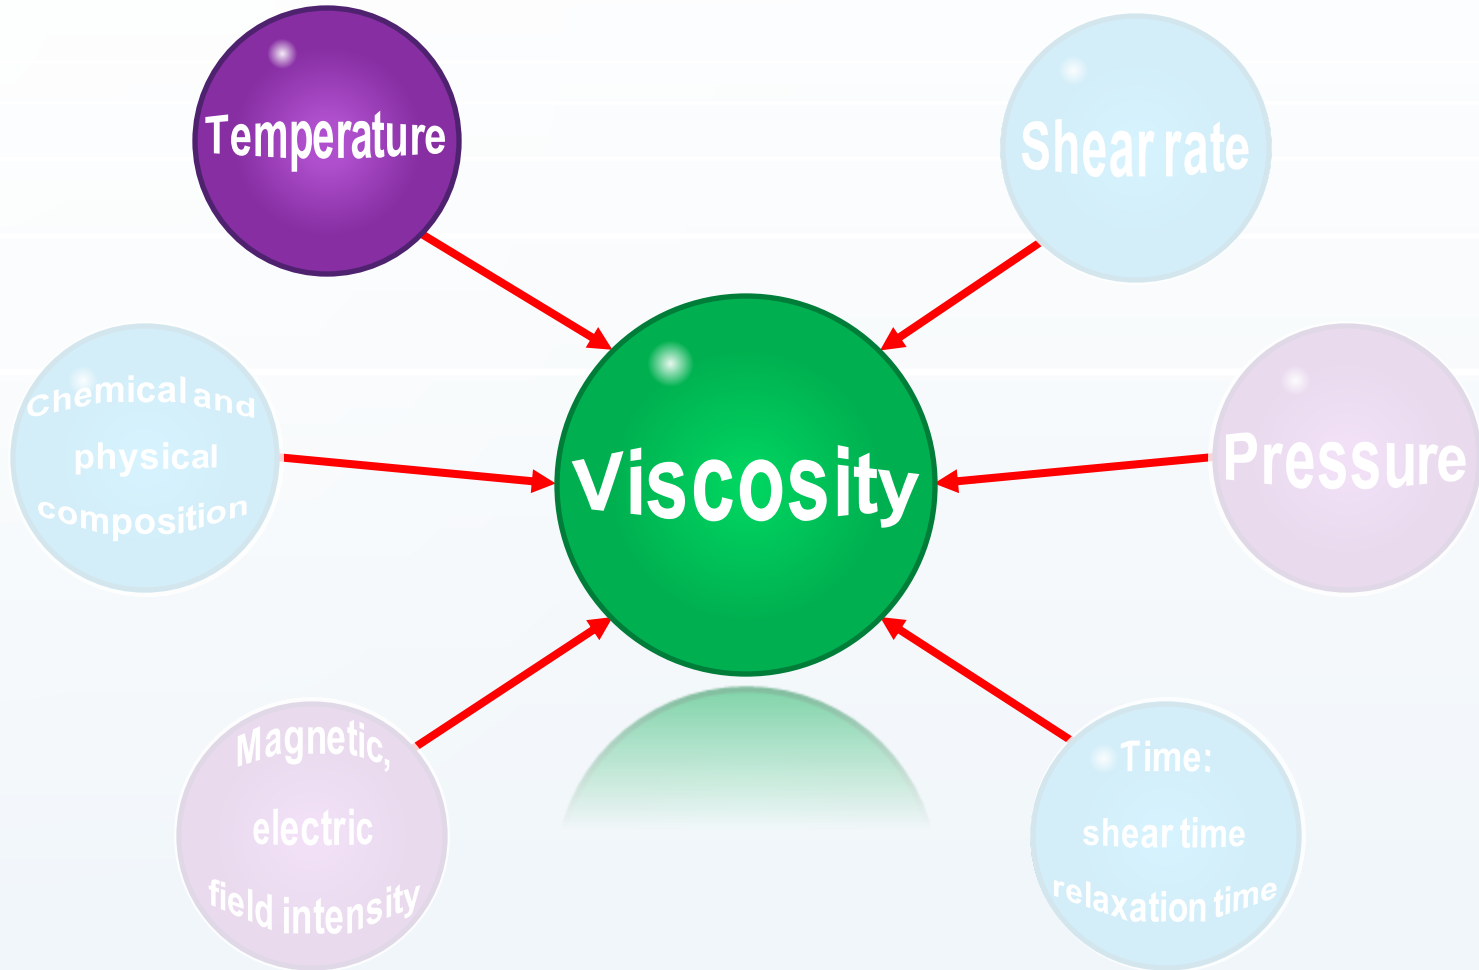 Temperature
Shear rate
Chemical and
physical
composition
Viscosity
Pressure
Magnetic,
electric
field intensity
Time:
shear time
relaxation time